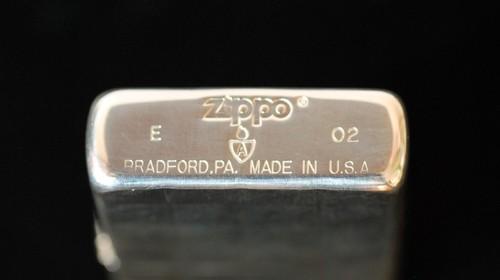 zippo®
E 02
A
BRADFORD,PA. MADE IN U.S.A